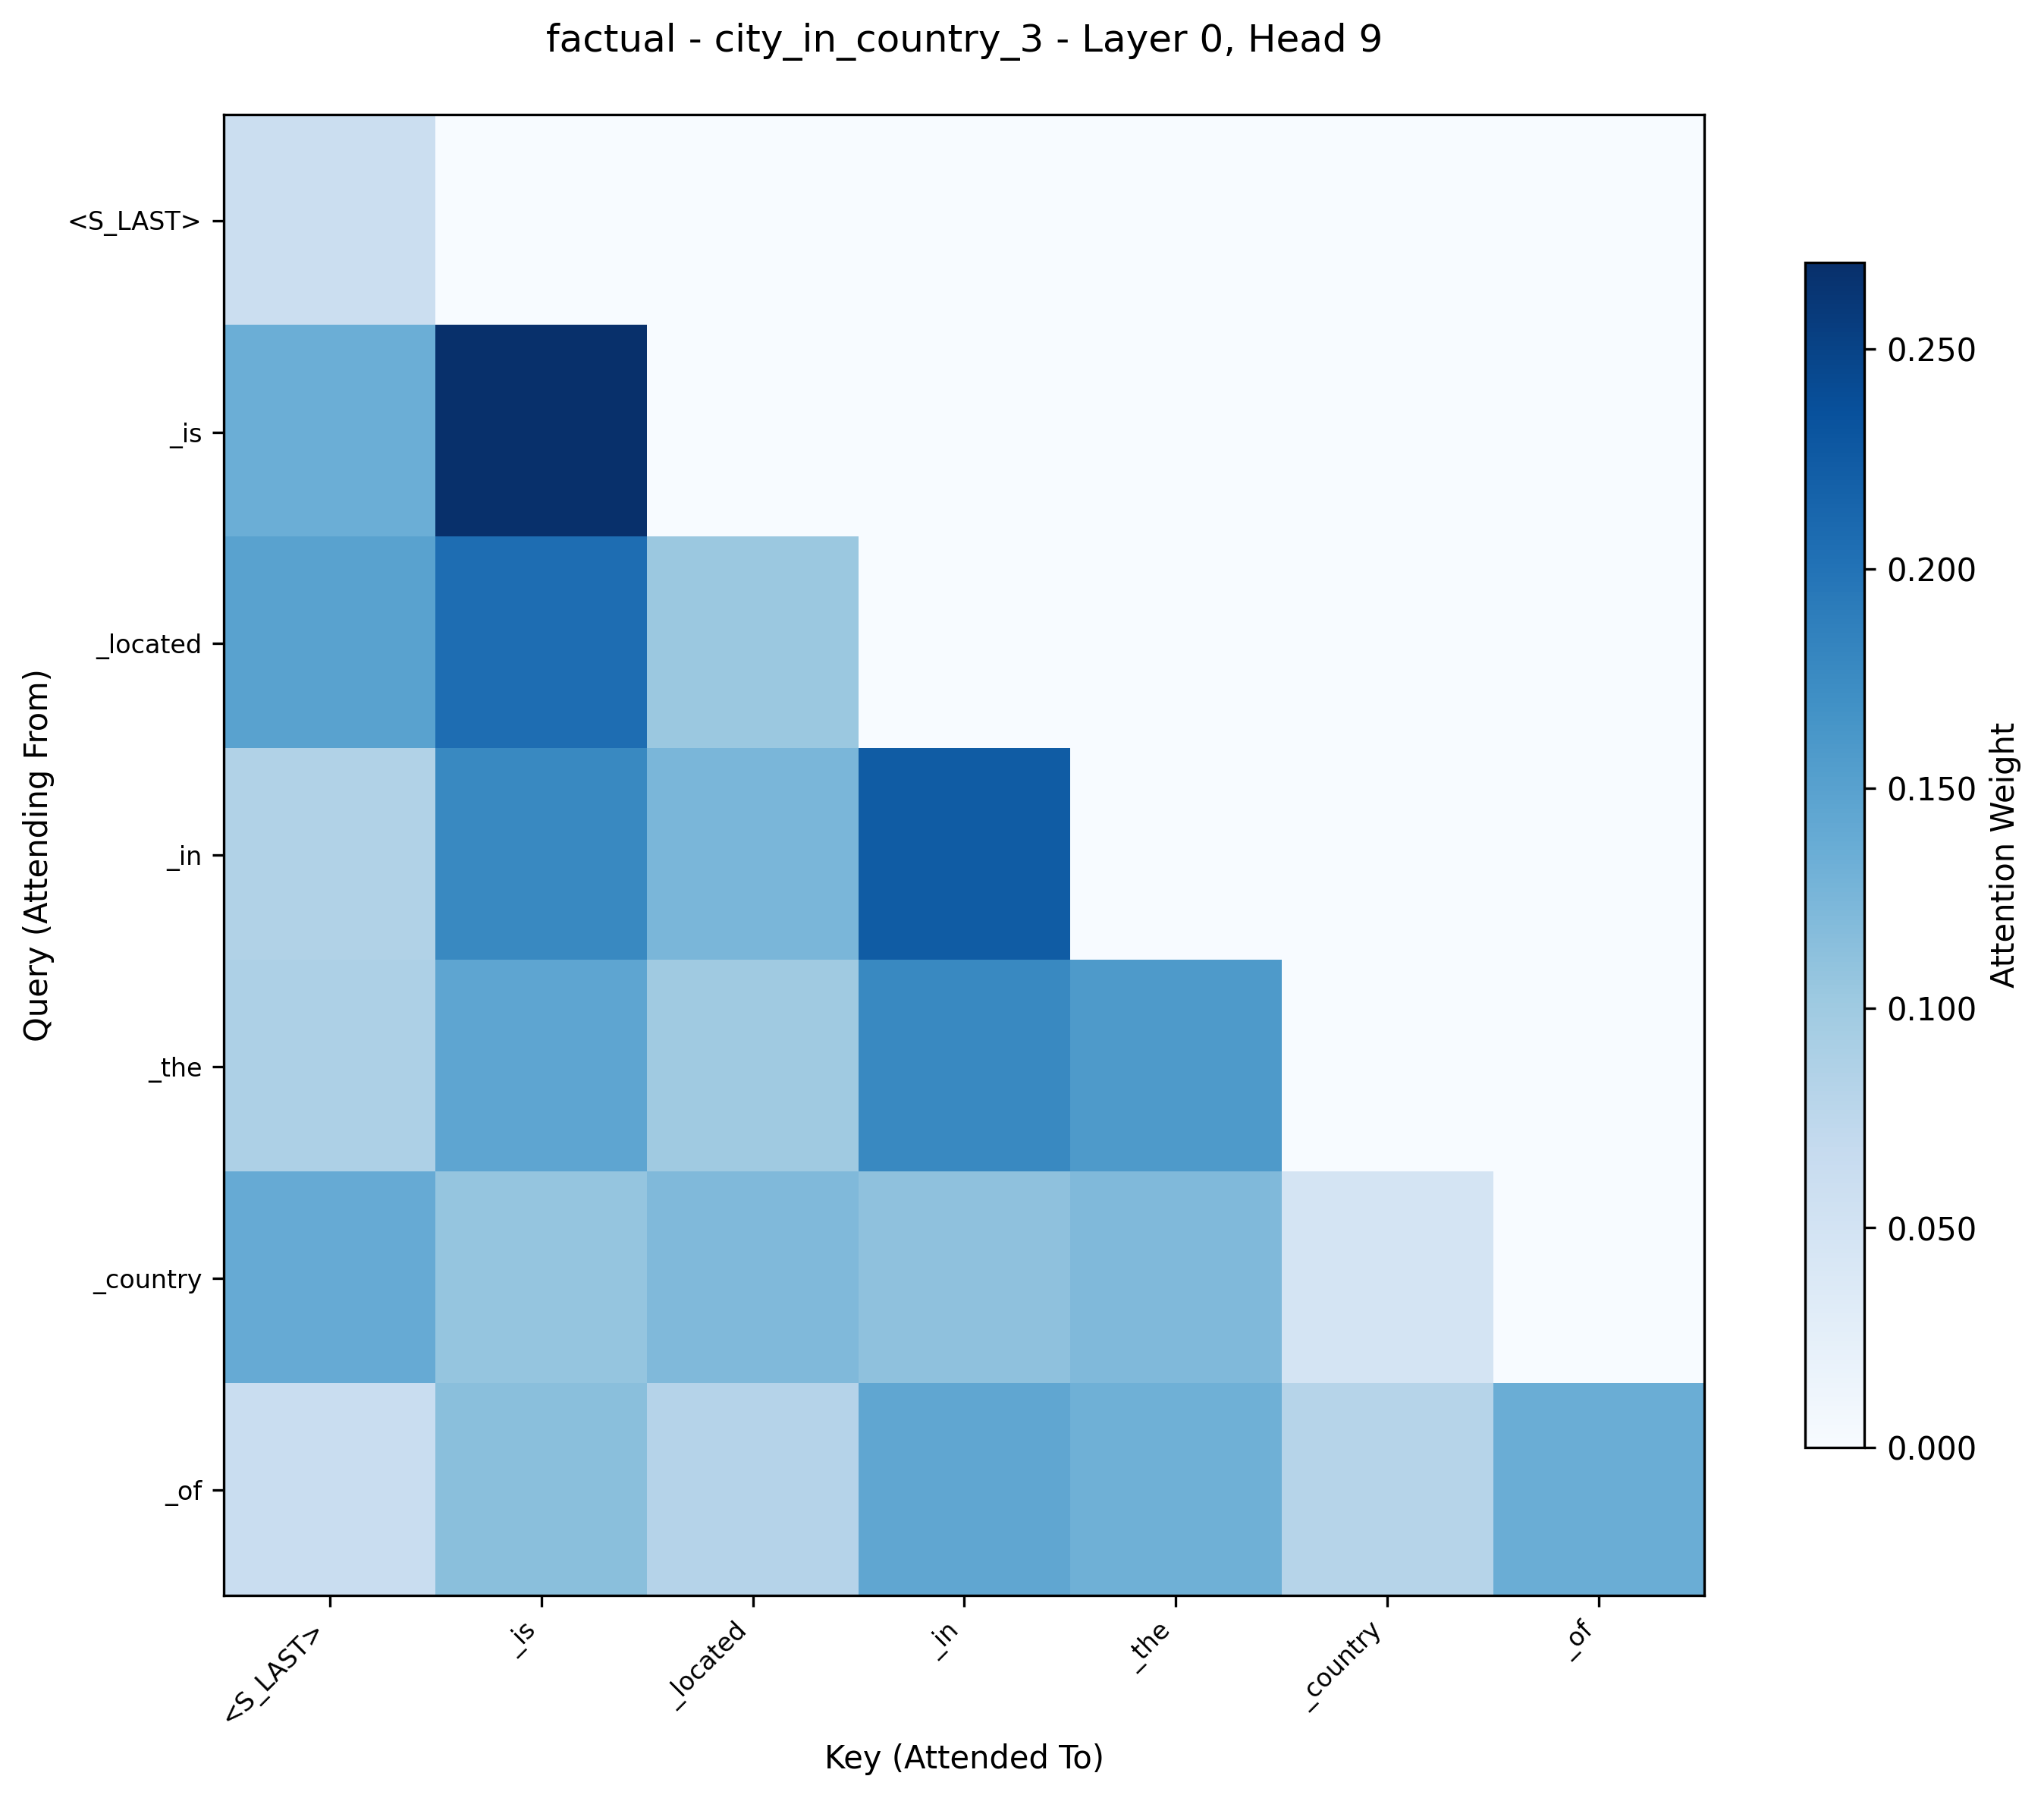 factual - city_in_country_3 - Layer 0, Head 9
Query (Attending From)
<S_LAST>
_is
_located
_in
_the
_country
_of
<S_LAST>
_is
_located
_in
_the
_country
_of
Key (Attended To)
0.250
0.200
0.150
0.100
0.050
0.000
Attention Weight